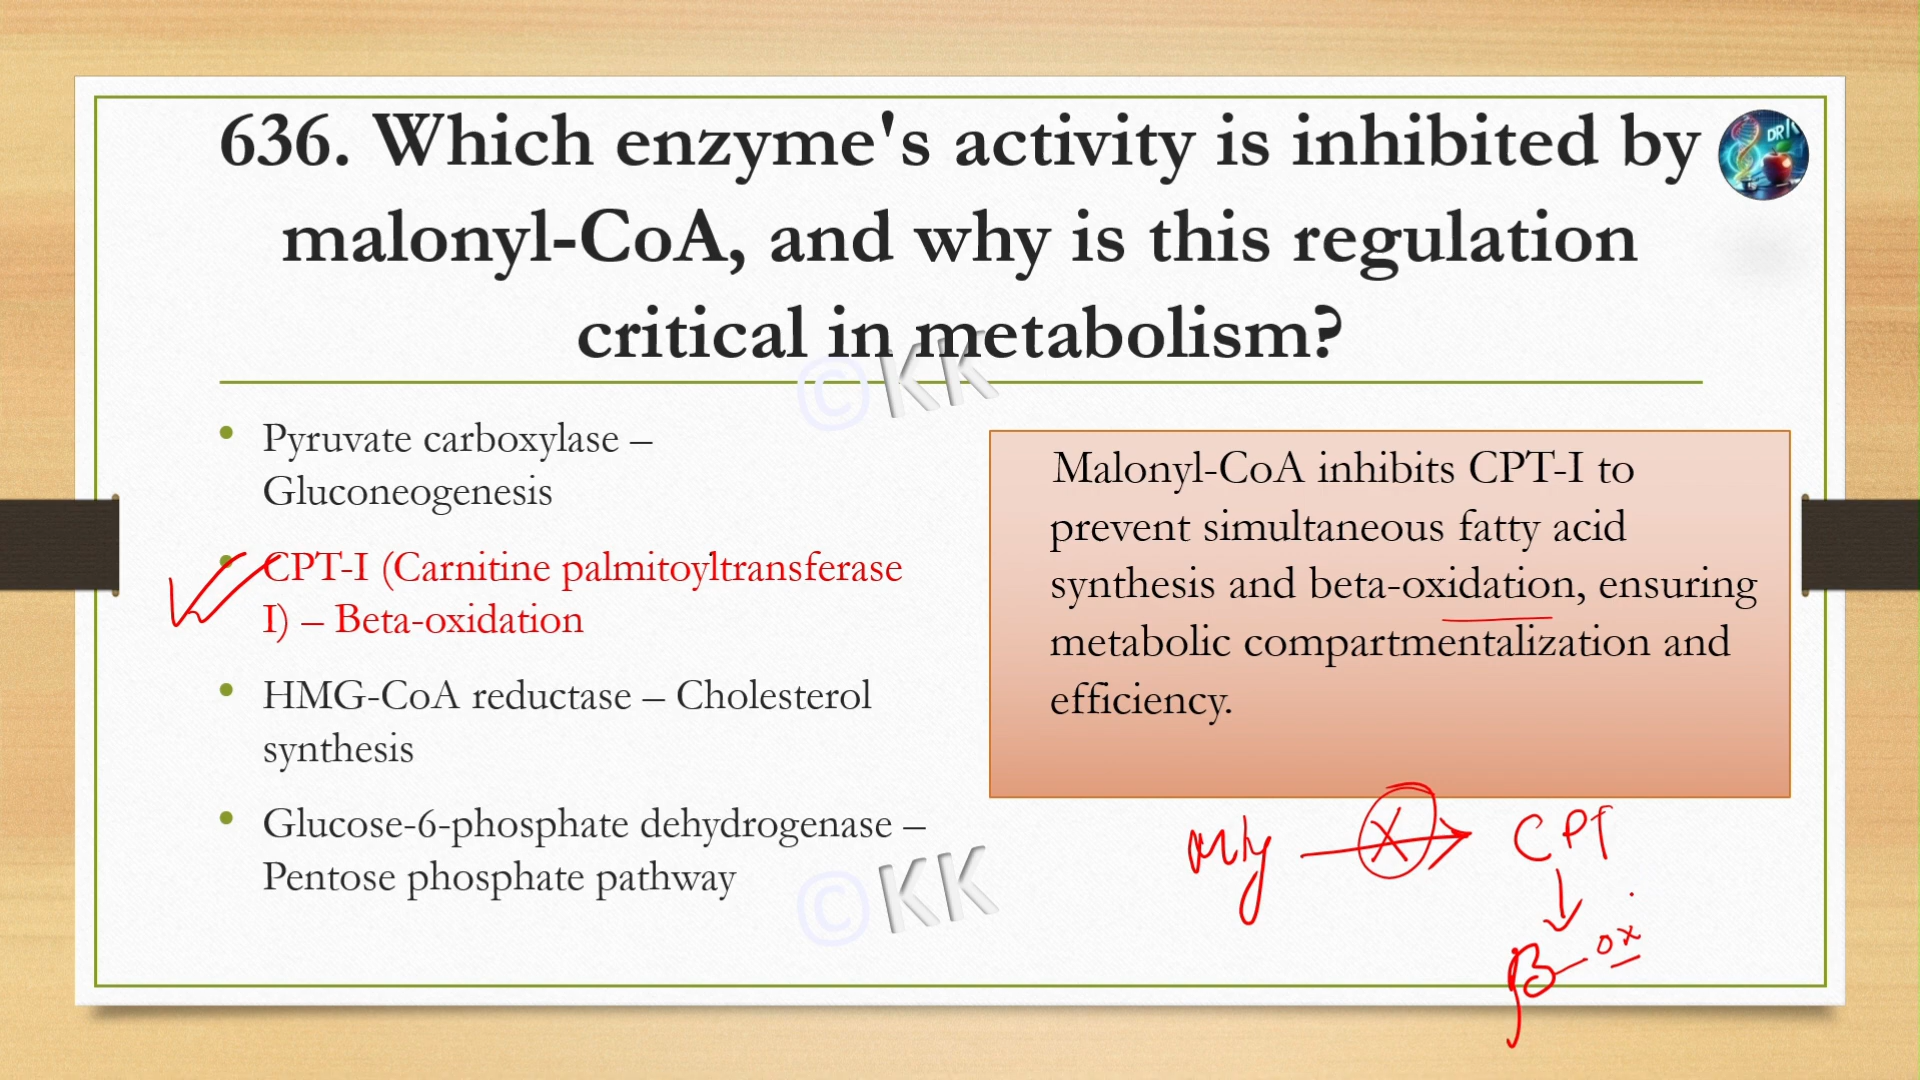 636. Which enzyme's activity is inhibited by
malonyl-CoA, and why is this regulation
critical in metabolism?
DR
©KK
• Pyruvate carboxylase –
Gluconeogenesis
• CPT-I (Carnitine palmitoyltransferase
I) – Beta-oxidation
• HMG-CoA reductase – Cholesterol
synthesis
• Glucose-6-phosphate dehydrogenase –
Pentose phosphate pathway
©KK
Malonyl-CoA inhibits CPT-I to
prevent simultaneous fatty acid
synthesis and beta-oxidation, ensuring
metabolic compartmentalization and
efficiency.
CPT
β-ox